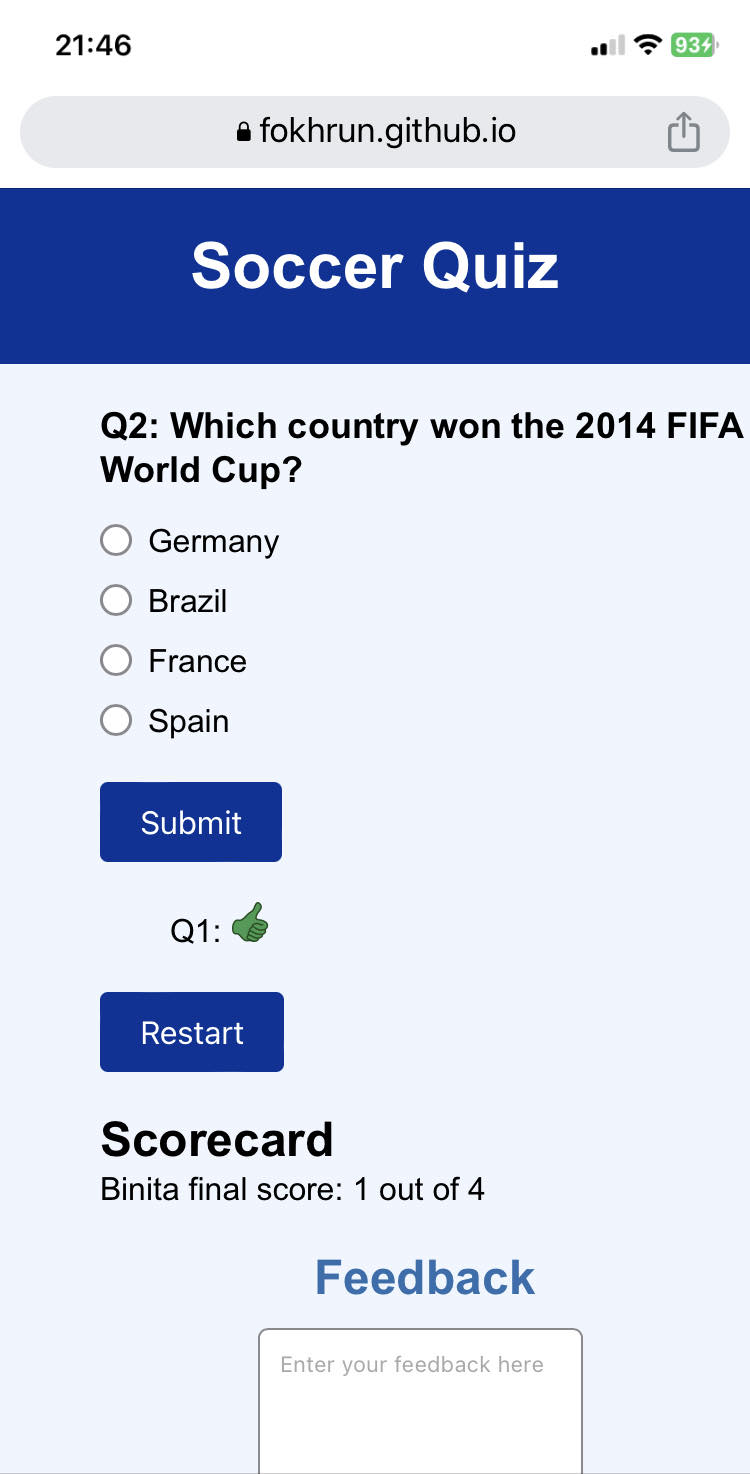 21:46
93
fokhrun.github.io
Soccer Quiz
Q2: Which country won the 2014 FIFA
World Cup?
Germany
Brazil
France
Spain
Submit
Q1:
Restart
Scorecard
Binita final score: 1 out of 4
Feedback
Enter your feedback here